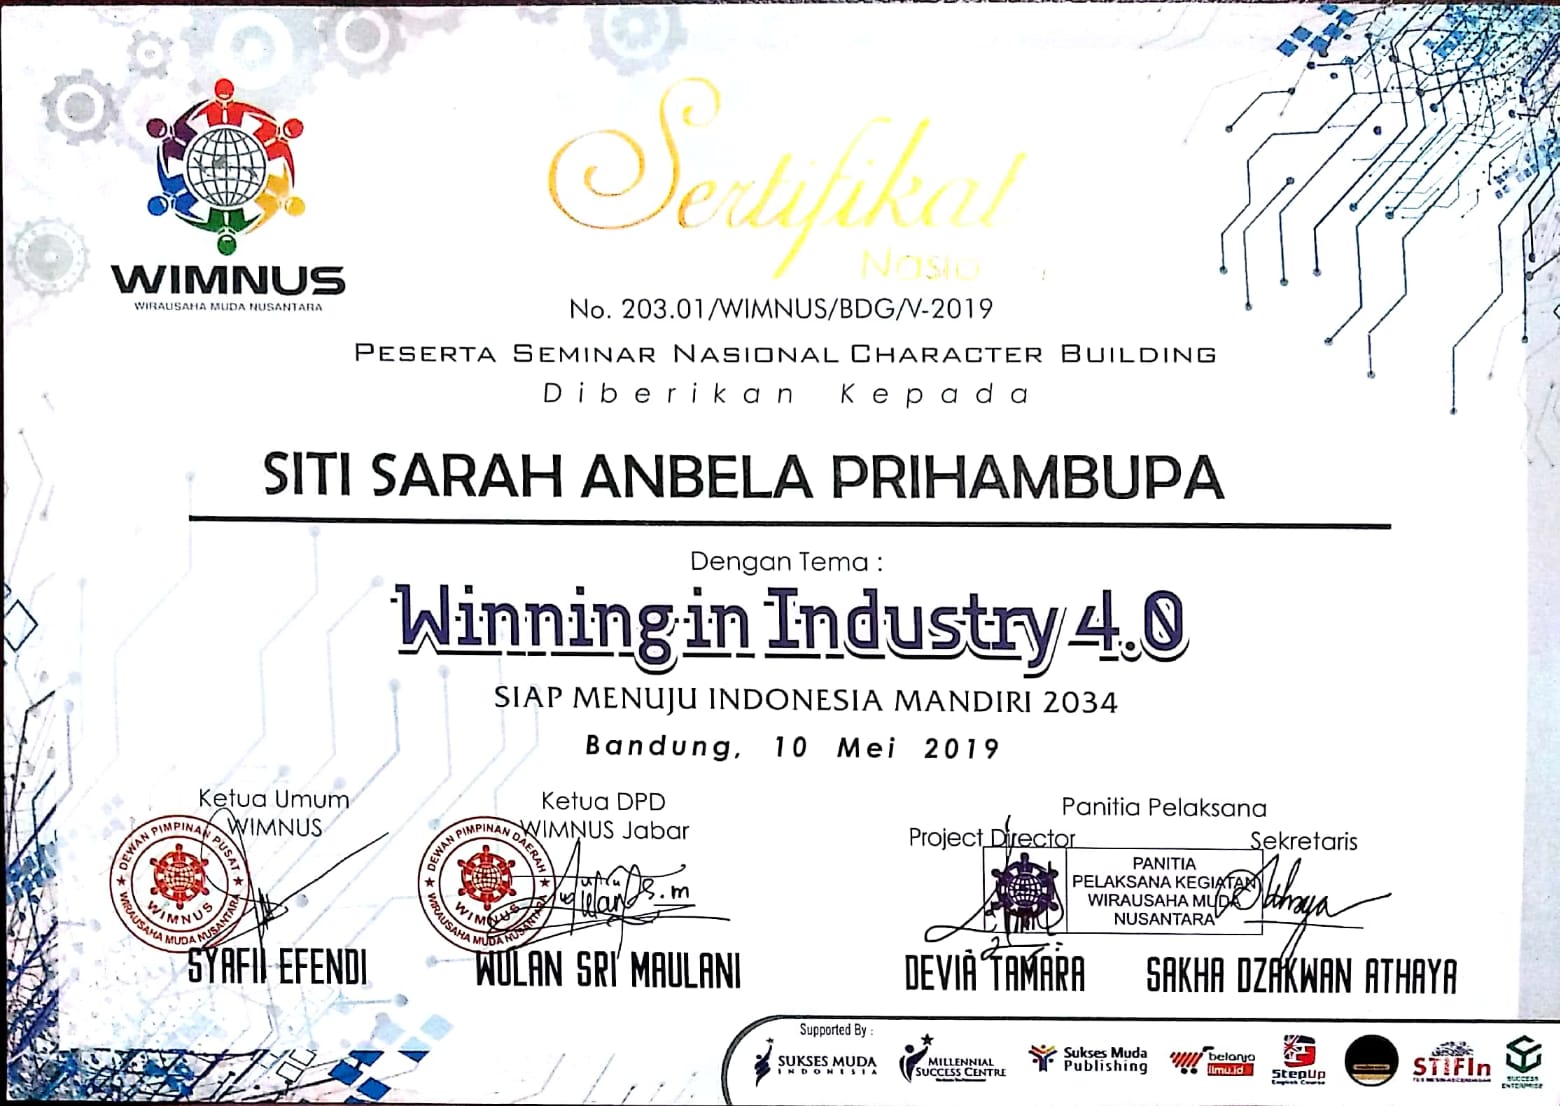 WIMNUS
WIRAUSAHA MUDA NUSANTARA
Sertifikat
No. 203.01/WIMNUS/BDG/V-2019
PESERTA SEMINAR NASIONAL CHARACTER BUILDING
Diberikan Kepada
SITI SARAH ANBELA PRIHAMBUPA
Dengan Tema :
Winning in Industry 4.0
SIAP MENUJU INDONESIA MANDIRI 2034
Bandung, 10 Mei 2019
Ketua Umum
WIMNUS
DEWAN PIMPINAN PUSAT
WIMNUS
WIRAUSAHA MUDA NUSANTARA
SYAFII EFENDI
Ketua DPD
WIMNUS Jabar
DEWAN PIMPINAN DAERAH
WIMNUS
WIRAUSAHA MUDA NUSANTARA
WULAN SRI MAULANI
Panitia Pelaksana
Project Director
Sekretaris
PANITIA
PELAKSANA KEGIATAN
WIRAUSAHA MUDA
NUSANTARA
DEVIA TAMARA
SAKHA DZAKWAN ATHAYA
Supported By :
SUKSES MUDA
INDONESIA
MILLENNIAL
SUCCESS CENTRE
Sukses Muda
Publishing
belanja
ilmu.id
StepUp
English Course
STIFIn
SUCCESS
ENTERPRISE